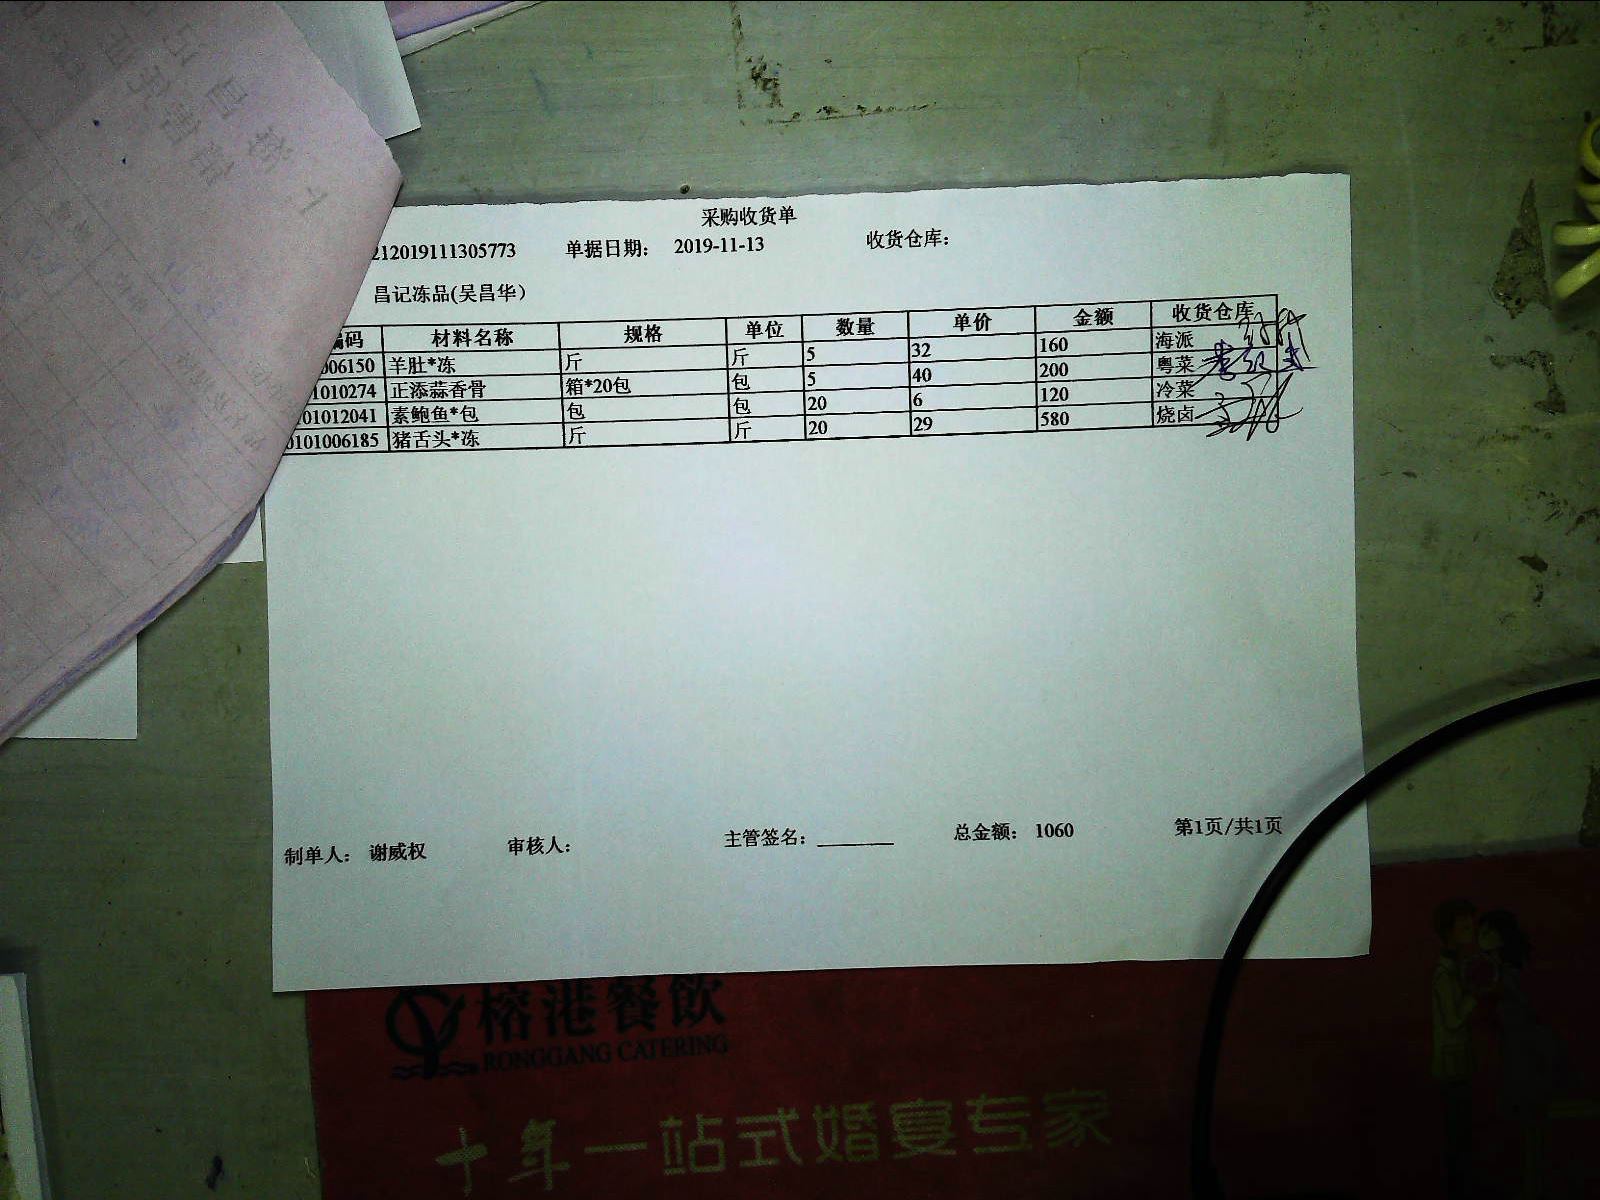 采购收货单
212019111305773 单据日期： 2019-11-13 收货仓库：
昌记冻品(吴昌华)
编码 材料名称 规格 单位 数量 单价 金额 收货仓库
006150 羊肚*冻 斤 斤 5 32 160 海派
1010274 正添蒜香骨 箱*20包 包 5 40 200 粤菜
01012041 素鲍鱼*包 包 包 20 6 120 冷菜
0101006185 猪舌头*冻 斤 斤 20 29 580 烧卤
制单人： 谢威权 审核人： 主管签名：_______ 总金额： 1060 第1页/共1页
榕港餐飲
RONGGANG CATERING
十年一站式婚宴专家